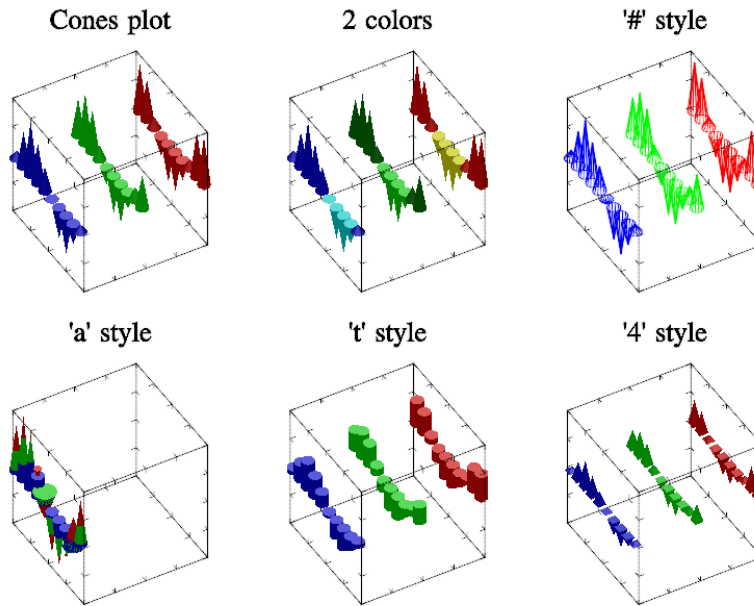 Cones plot
2 colors
'#' style
'a' style
't' style
'4' style